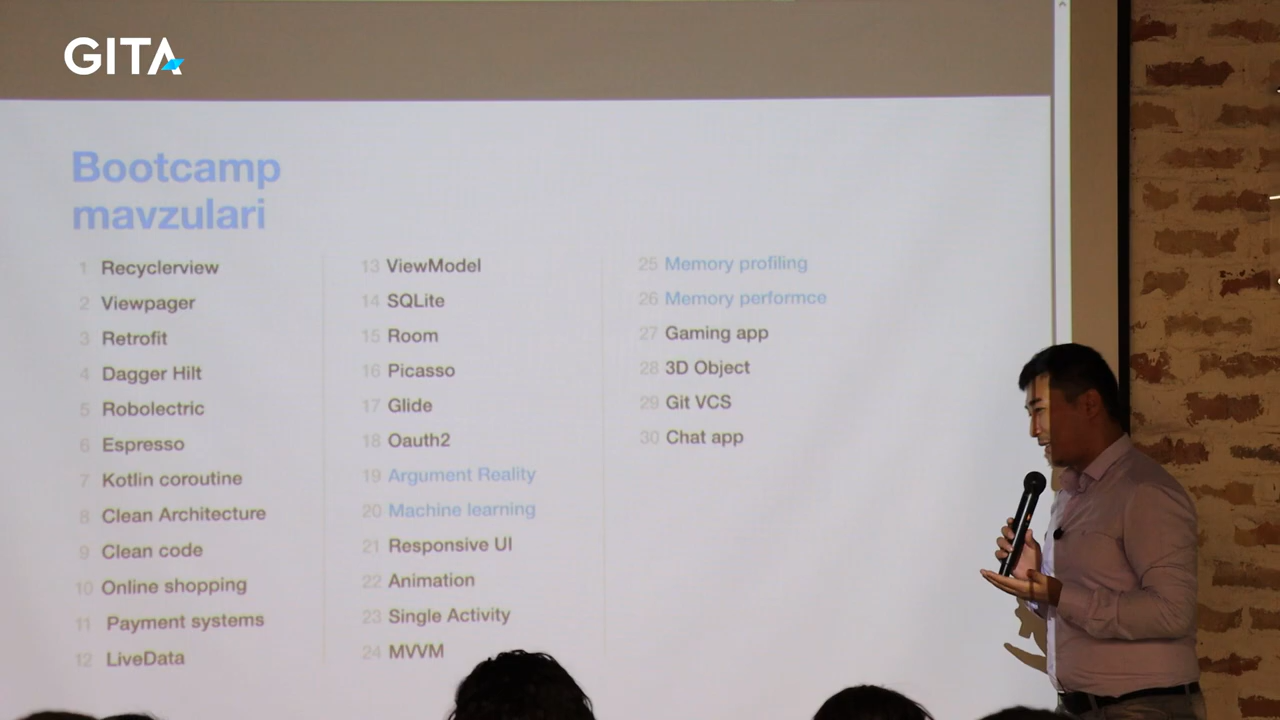 GITA
Bootcamp
mavzulari
1 Recyclerview
2 Viewpager
3 Retrofit
4 Dagger Hilt
5 Robolectric
6 Espresso
7 Kotlin coroutine
8 Clean Architecture
9 Clean code
10 Online shopping
11 Payment systems
12 LiveData
13 ViewModel
14 SQLite
15 Room
16 Picasso
17 Glide
18 Oauth2
19 Argument Reality
20 Machine learning
21 Responsive UI
22 Animation
23 Single Activity
24 MVVM
25 Memory profiling
26 Memory performce
27 Gaming app
28 3D Object
29 Git VCS
30 Chat app